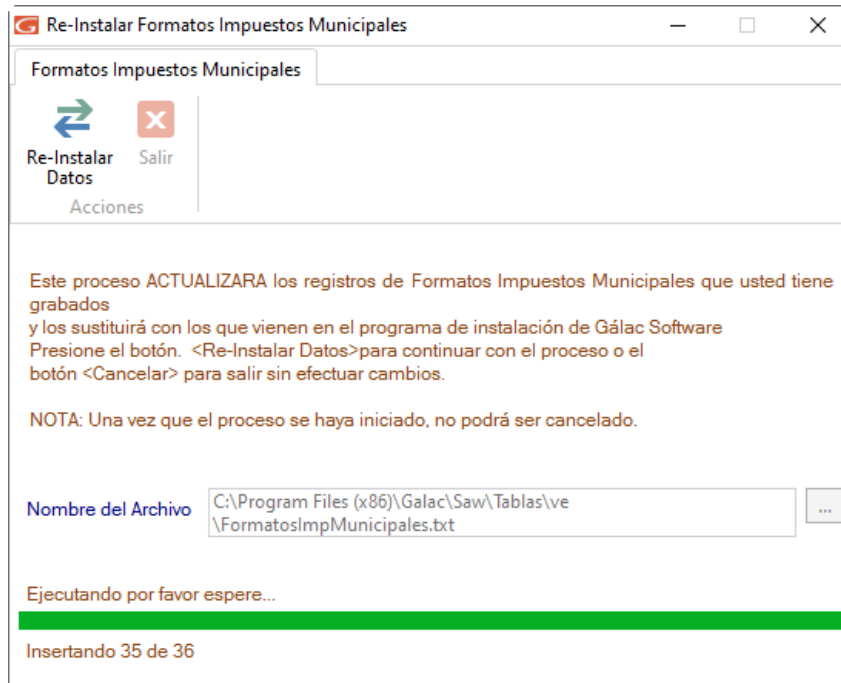 Re-Instalar Formatos Impuestos Municipales
Formatos Impuestos Municipales
Re-Instalar
Datos
Salir
Acciones
Este proceso ACTUALIZARA los registros de Formatos Impuestos Municipales que usted tiene
grabados
y los sustituirá con los que vienen en el programa de instalación de Gálac Software
Presione el botón.  <Re-Instalar Datos>para continuar con el proceso o el
botón <Cancelar> para salir sin efectuar cambios.
NOTA: Una vez que el proceso se haya iniciado, no podrá ser cancelado.
Nombre del Archivo
C:\Program Files (x86)\Galac\Saw\Tablas\ve
\FormatosImpMunicipales.txt
...
Ejecutando por favor espere...
Insertando 35 de 36